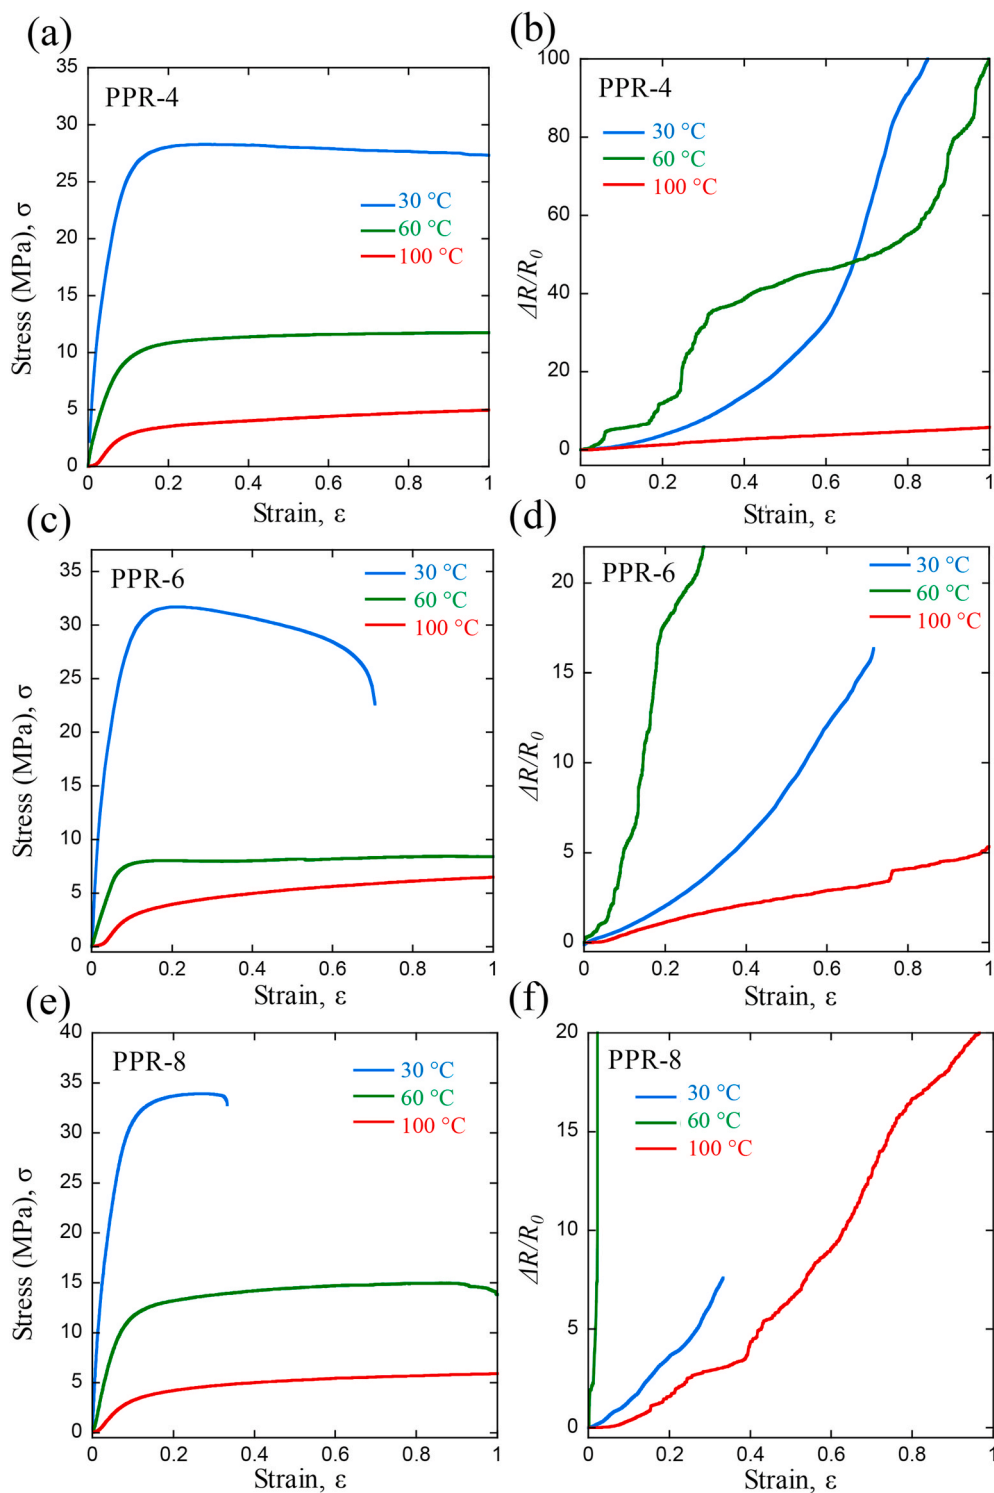 (a)
PPR-4
30 °C
60 °C
100 °C
Stress (MPa), σ
35
30
25
20
15
10
5
0
0
0.2
0.4
0.6
0.8
1
Strain, ε
(b)
PPR-4
30 °C
60 °C
100 °C
ΔR/R0
100
80
60
40
20
0
0
0.2
0.4
0.6
0.8
1
Strain, ε
(c)
PPR-6
30 °C
60 °C
100 °C
Stress (MPa), σ
35
30
25
20
15
10
5
0
0
0.2
0.4
0.6
0.8
1
Strain, ε
(d)
PPR-6
30 °C
60 °C
100 °C
ΔR/R0
20
15
10
5
0
0
0.2
0.4
0.6
0.8
1
Strain, ε
(e)
PPR-8
30 °C
60 °C
100 °C
Stress (MPa), σ
40
35
30
25
20
15
10
5
0
0
0.2
0.4
0.6
0.8
1
Strain, ε
(f)
PPR-8
30 °C
60 °C
100 °C
ΔR/R0
20
15
10
5
0
0
0.2
0.4
0.6
0.8
1
Strain, ε